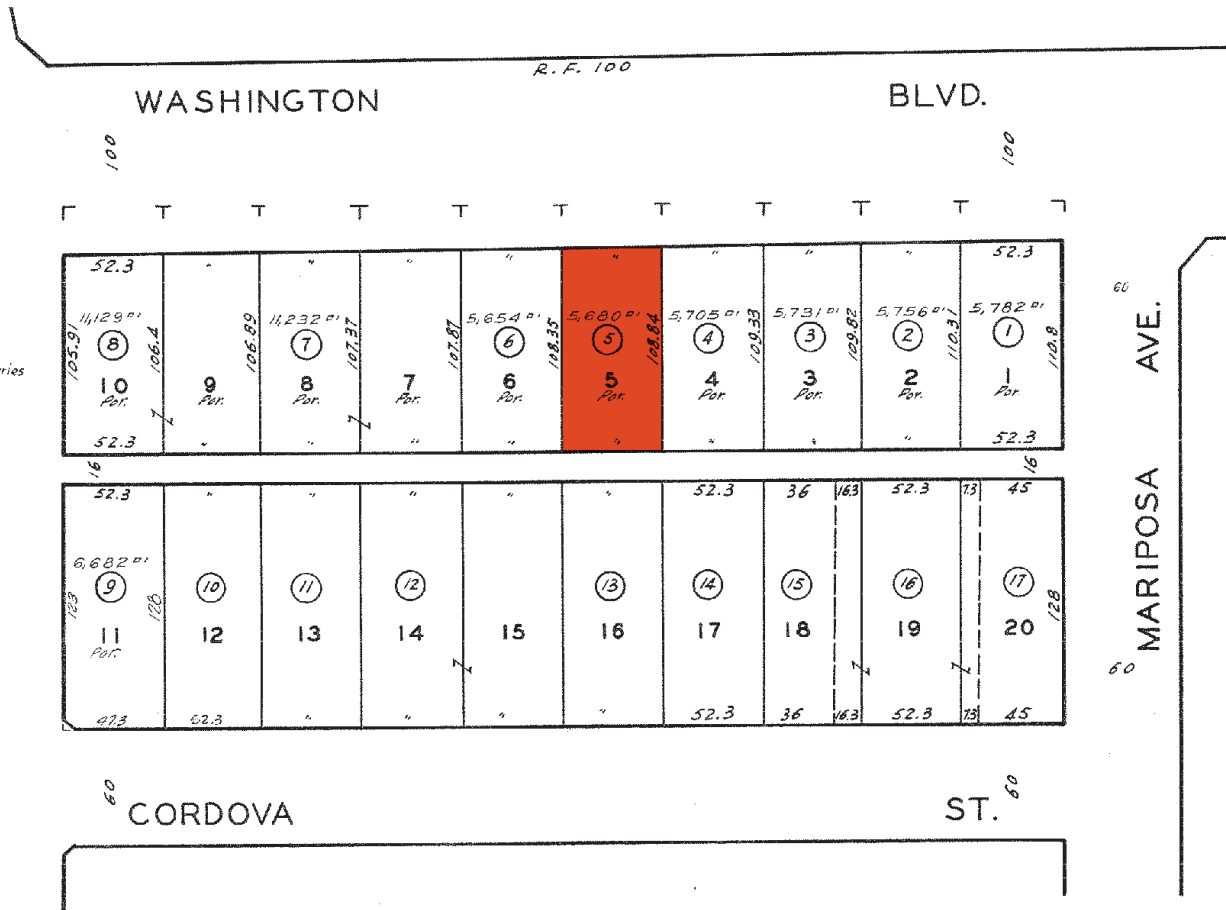 R.F. 100
WASHINGTON BLVD.
100 100
52.3 " " " " " " " " 52.3
11,129 11,232 5,654 5,680 5,705 5,731 5,756 5,782
105.91 8 106.4 106.89 7 107.37 107.87 6 108.35 5 108.84 4 109.33 3 109.82 2 110.31 1 110.8
10 9 8 7 6 5 4 3 2 1
Por. Por. Por. Por. Por. Por. Por. Por. Por. Por.
52.3 " " " " " " " " 52.3
16 16
52.3 " " " " " 52.3 36 16.3 52.3 7.3 45
6,682
123 9 128 10 11 12 13 14 15 16 17 128
11 12 13 14 15 16 17 18 19 20
Por.
47.3 52.3 " " " " 52.3 36 16.3 52.3 7.3 45
60 60
CORDOVA ST.
60
MARIPOSA AVE.
60